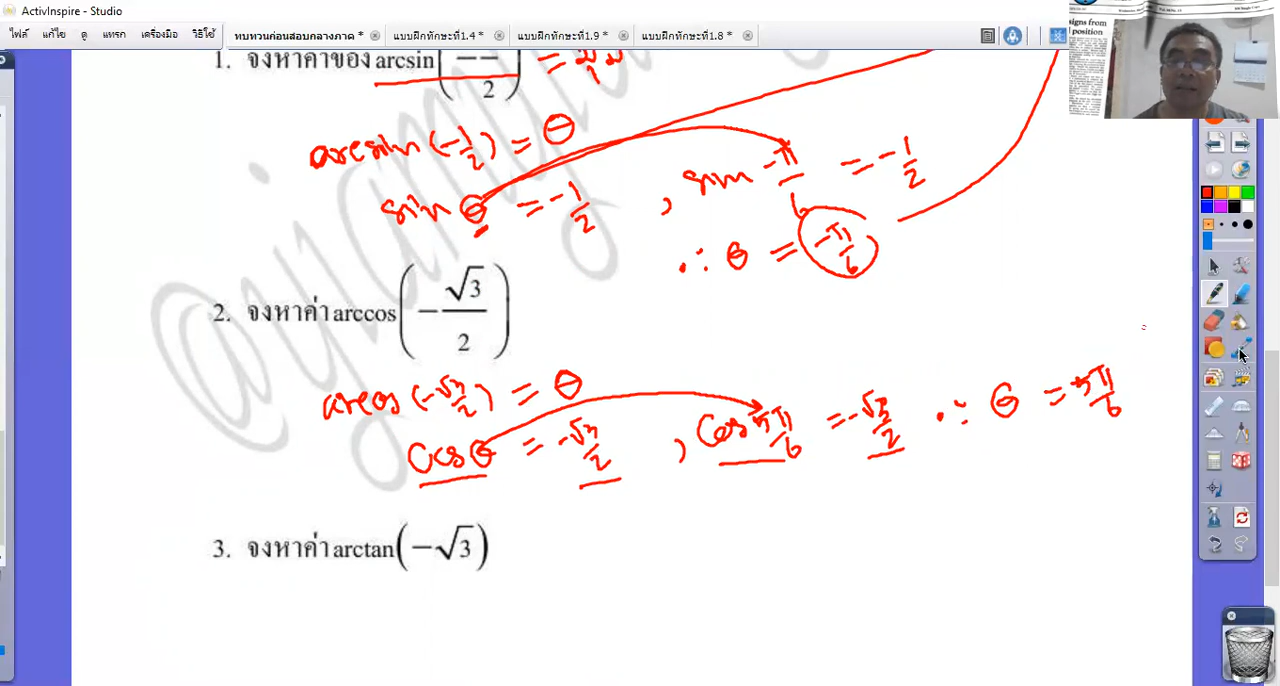 ActivInspire - Studio
ไฟล์ แก้ไข ดู แทรก เครื่องมือ วิธีใช้
ทบทวนก่อนสอบกลางภาค * แบบฝึกทักษะที่1.4 * แบบฝึกทักษะที่1.9 * แบบฝึกทักษะที่1.8 *
signs from
position
1. จงหาค่าของ arcsin( — 2 ) = มุม
arcsin(-1/2) = θ
sin θ = -1/2 , sin -π/6 = -1/2
∴ θ = -π/6
2. จงหาค่า arccos(-√3/2)
arccos(-√3/2) = θ
cos θ = -√3/2 , cos 5π/6 = -√3/2 ∴ θ = 5π/6
3. จงหาค่า arctan(-√3)